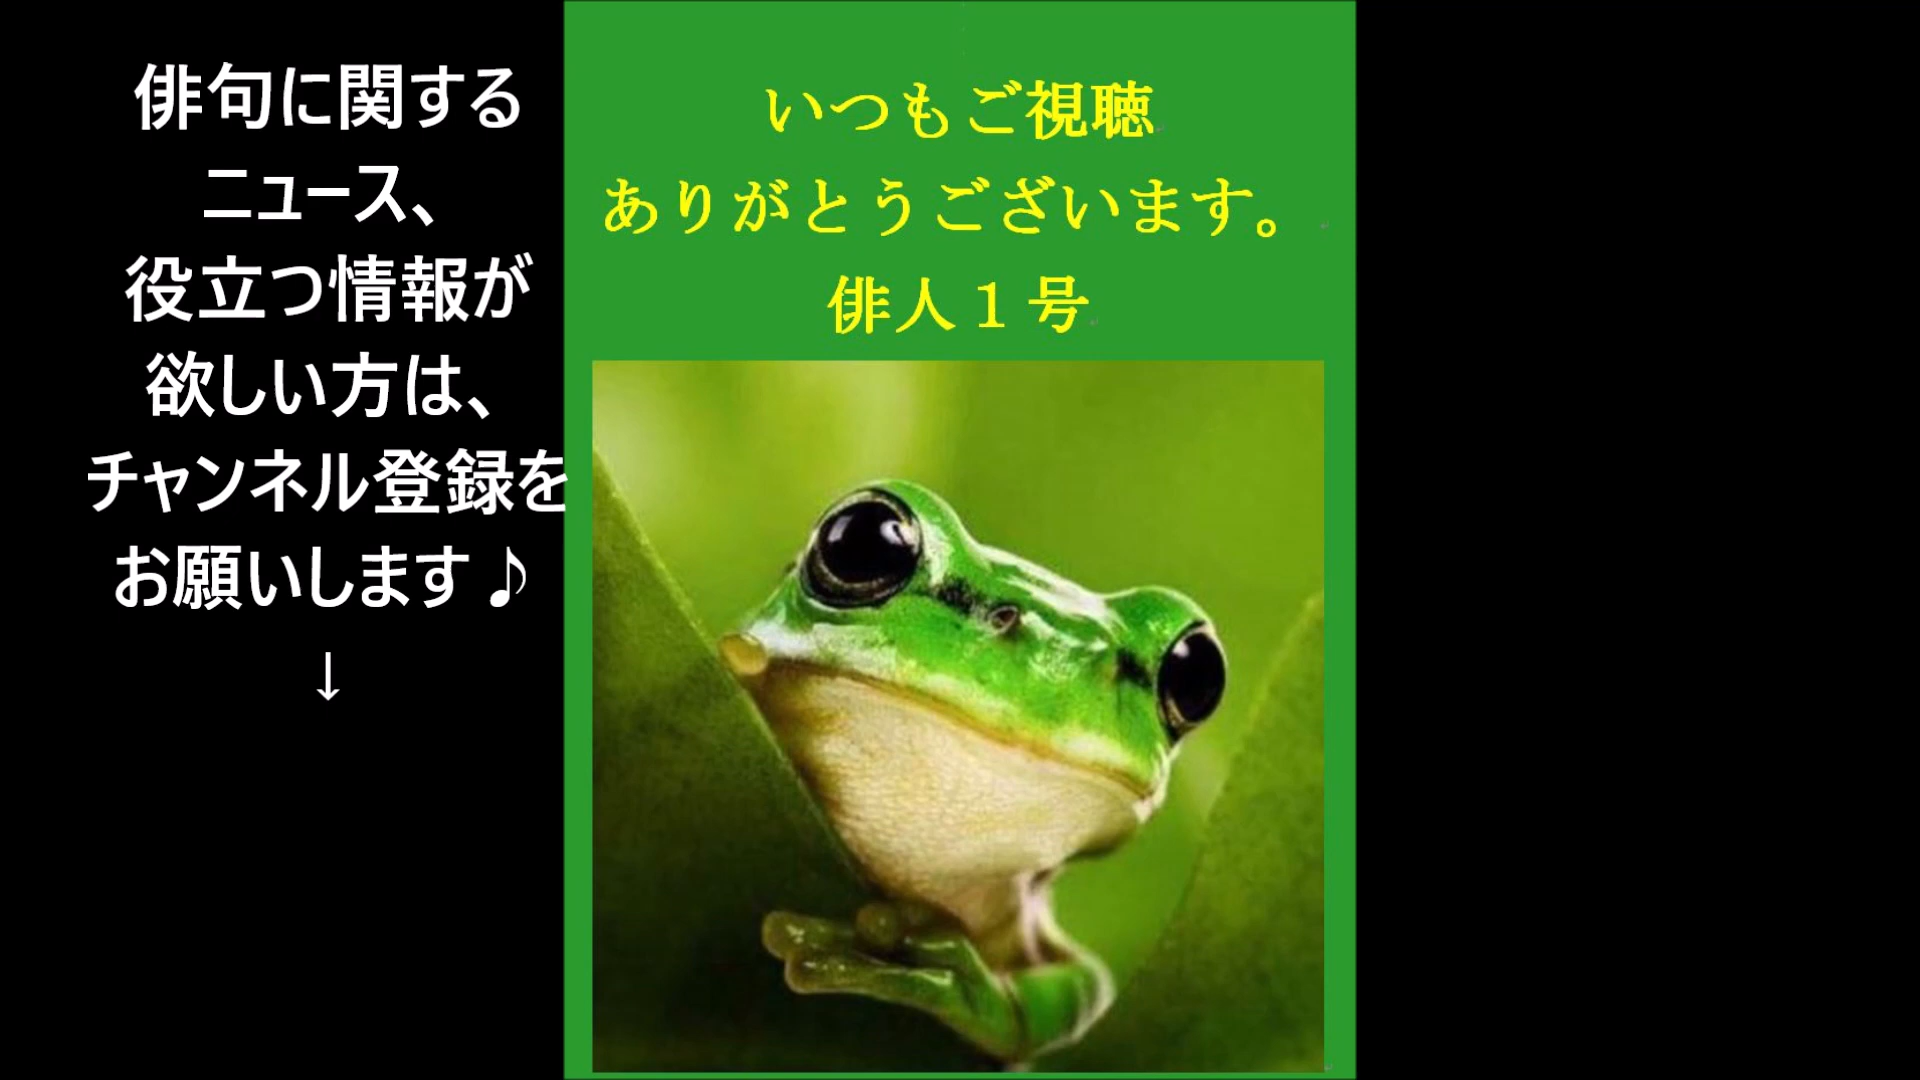 俳句に関する
ニュース、
役立つ情報が
欲しい方は、
チャンネル登録を
お願いします♪
↓
いつもご視聴
ありがとうございます。
俳人１号